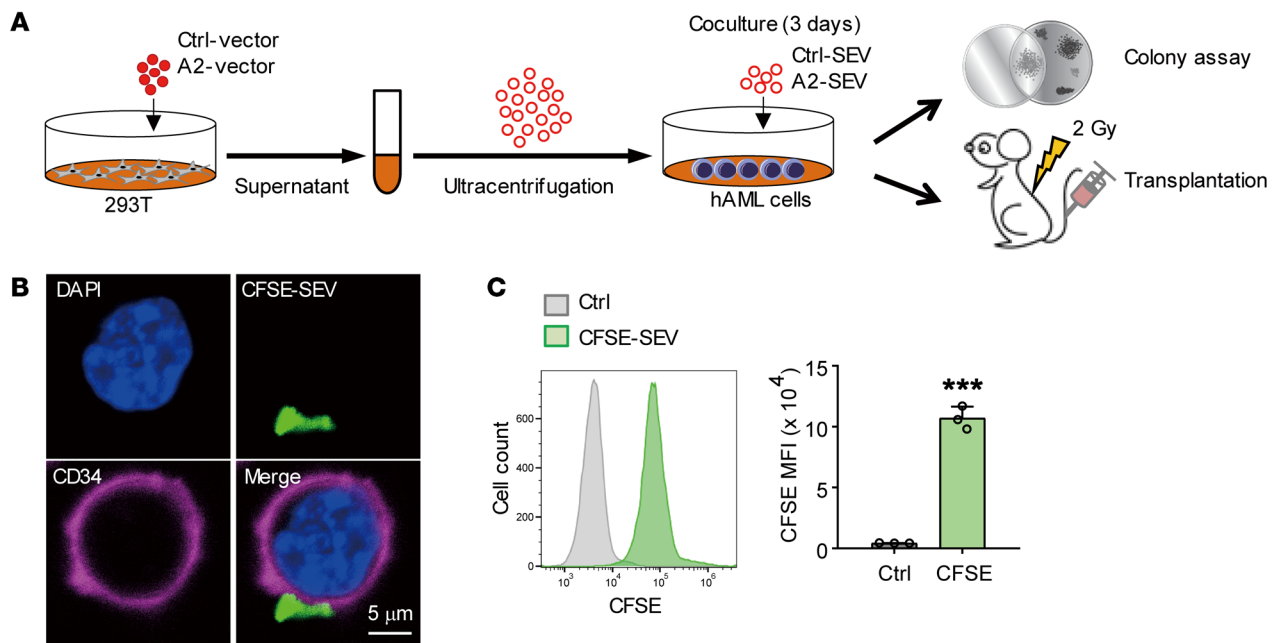 A
Ctrl-vector
A2-vector
293T
Supernatant
Ultracentrifugation
Coculture (3 days)
Ctrl-SEV
A2-SEV
hAML cells
Colony assay
2 Gy
Transplantation
B
DAPI
CFSE-SEV
CD34
Merge
5 µm
C
Ctrl
CFSE-SEV
Cell count
600
400
200
0
10³
10⁴
10⁵
10⁶
CFSE
CFSE MFI (x 10⁴)
15
10
5
0
***
Ctrl
CFSE